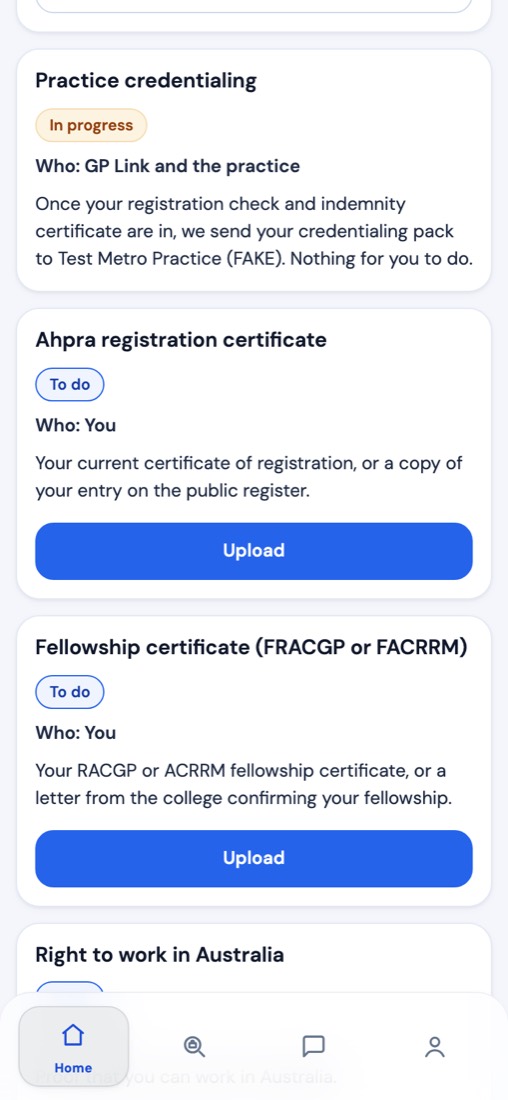 Practice credentialing
In progress
Who: GP Link and the practice
Once your registration check and indemnity
certificate are in, we send your credentialing pack
to Test Metro Practice (FAKE). Nothing for you to do.
Ahpra registration certificate
To do
Who: You
Your current certificate of registration, or a copy of
your entry on the public register.
Upload
Fellowship certificate (FRACGP or FACRRM)
To do
Who: You
Your RACGP or ACRRM fellowship certificate, or a
letter from the college confirming your fellowship.
Upload
Right to work in Australia
that you can work in Australia.
Home